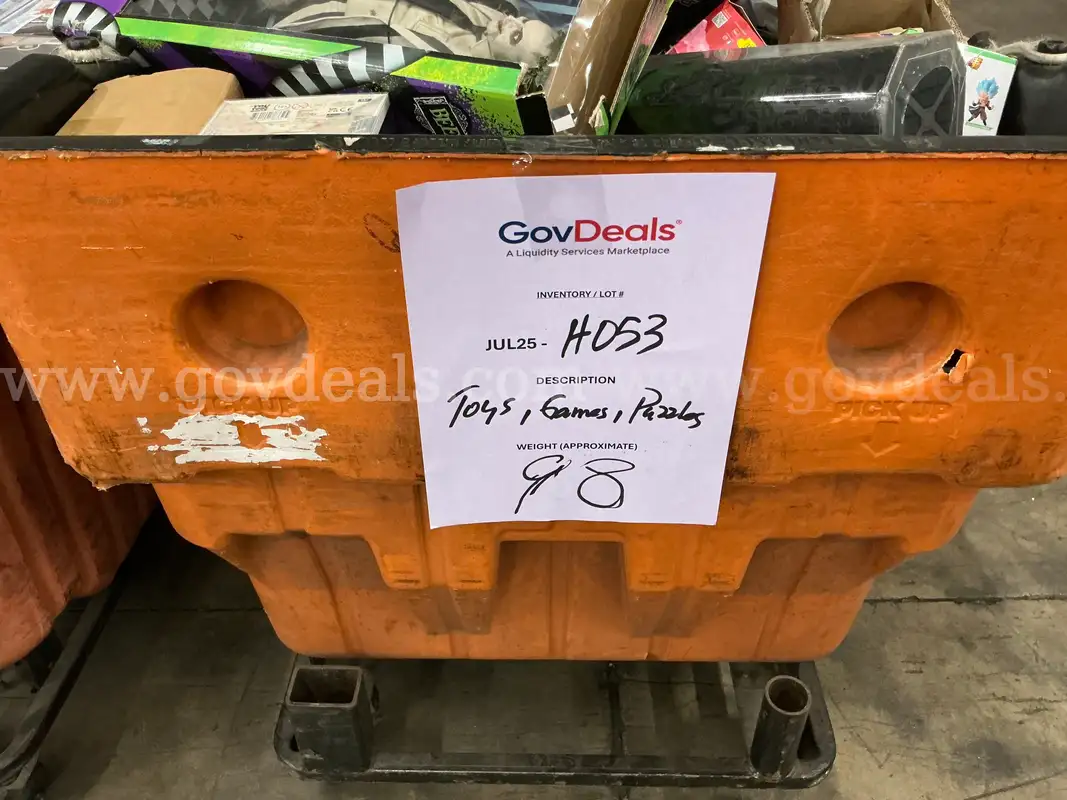 GovDeals®
A Liquidity Services Marketplace
INVENTORY / LOT #
JUL25 - H053
DESCRIPTION
Toys, Games, Puzzles
WEIGHT (APPROXIMATE)
98
www.govdeals.com
www.govdeals.
PICK UP